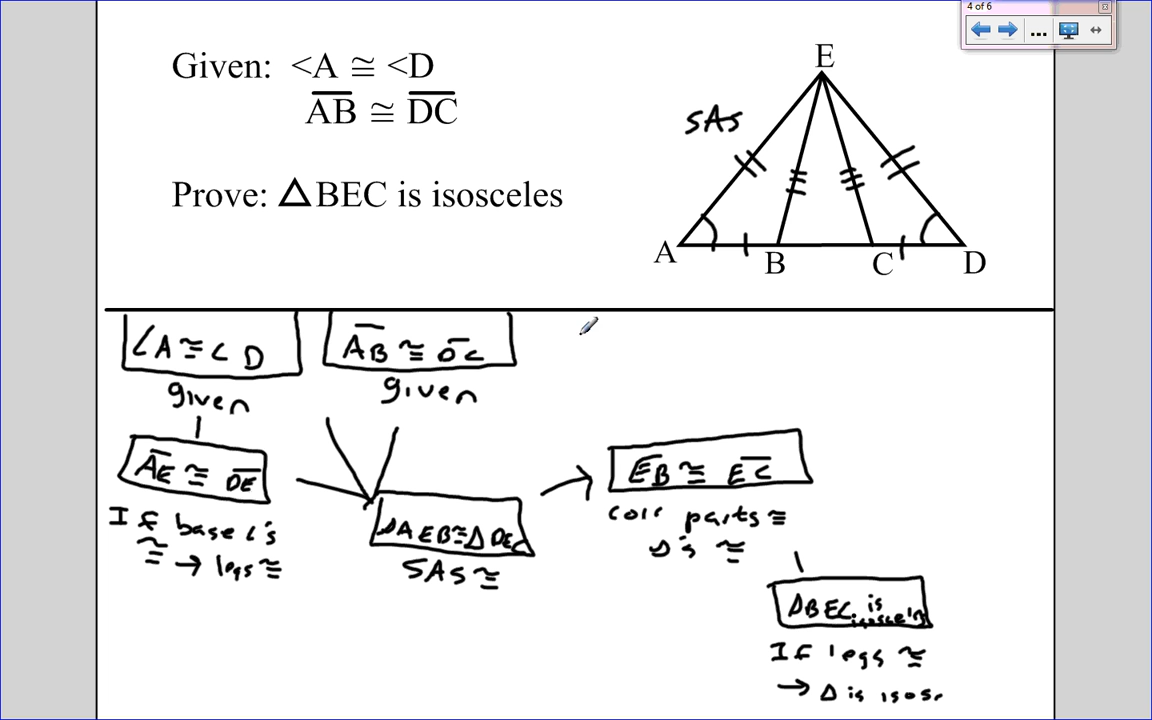 4 of 6
Given: <A ≅ <D
AB ≅ DC
Prove: △BEC is isosceles
E
SAS
A
B
C
D
∠A ≅ ∠D
given
AB ≅ DC
given
AE ≅ DE
If base ∠'s
≅ → legs ≅
△AEB ≅ △DEC
SAS ≅
EB ≅ EC
corr parts ≅
△'s ≅
△BEC is
isosceles
If legs ≅
→ △ is isos.